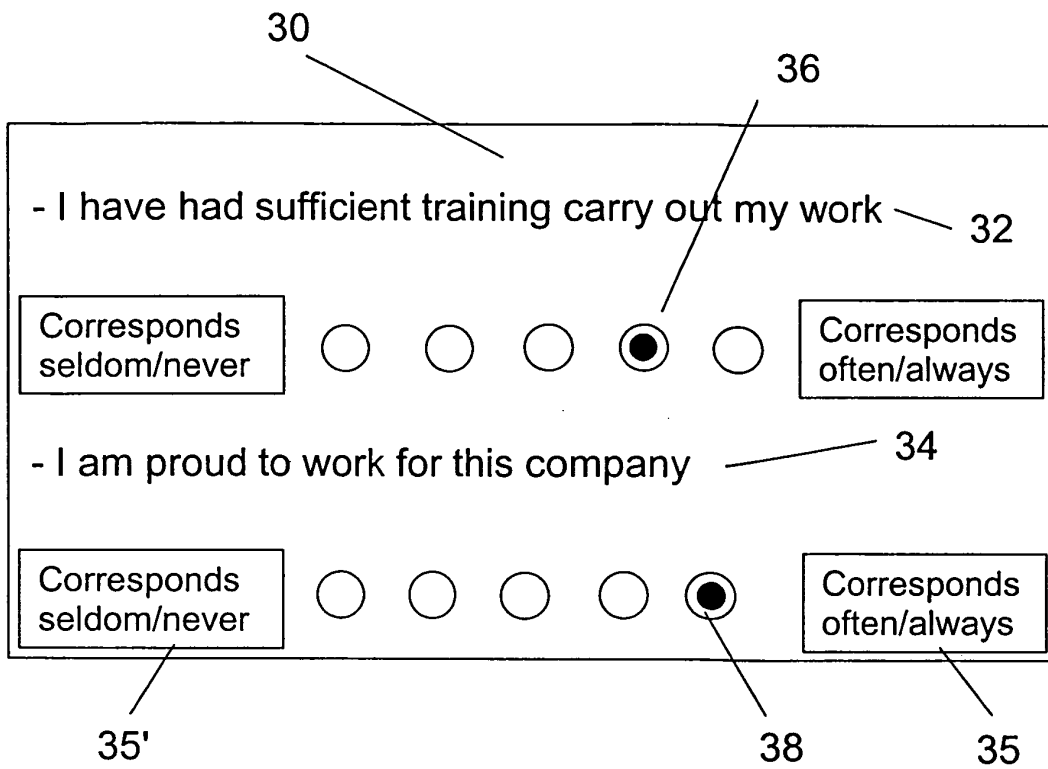 30
36
- I have had sufficient training carry out my work
32
Corresponds
seldom/never
Corresponds
often/always
- I am proud to work for this company
34
Corresponds
seldom/never
Corresponds
often/always
35'
38
35